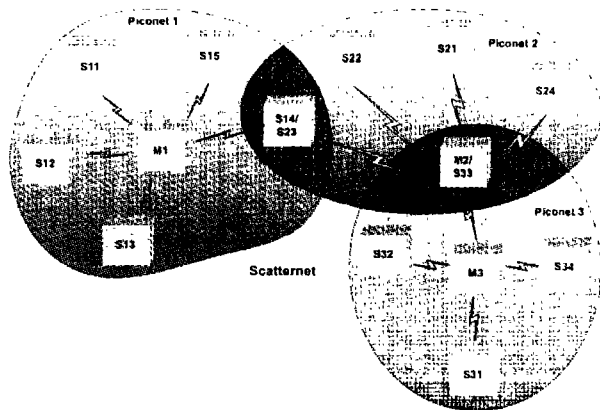 Piconet 1
S11
S15
S12
M1
S13
S14/
S23
S22
S21
Piconet 2
S24
M2/
S33
Piconet 3
S32
M3
S34
S31
Scatternet